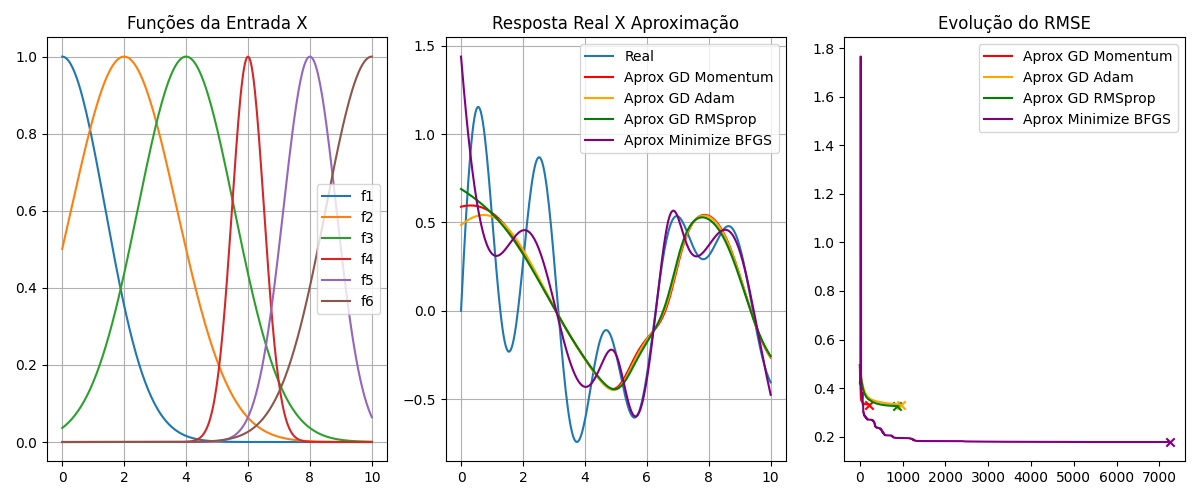 Funções da Entrada X
1.0
0.8
0.6
0.4
0.2
0.0
0 2 4 6 8 10
f1
f2
f3
f4
f5
f6
Resposta Real X Aproximação
1.5
1.0
0.5
0.0
−0.5
0 2 4 6 8 10
Real
Aprox GD Momentum
Aprox GD Adam
Aprox GD RMSprop
Aprox Minimize BFGS
Evolução do RMSE
1.8
1.6
1.4
1.2
1.0
0.8
0.6
0.4
0.2
0 1000 2000 3000 4000 5000 6000 7000
Aprox GD Momentum
Aprox GD Adam
Aprox GD RMSprop
Aprox Minimize BFGS